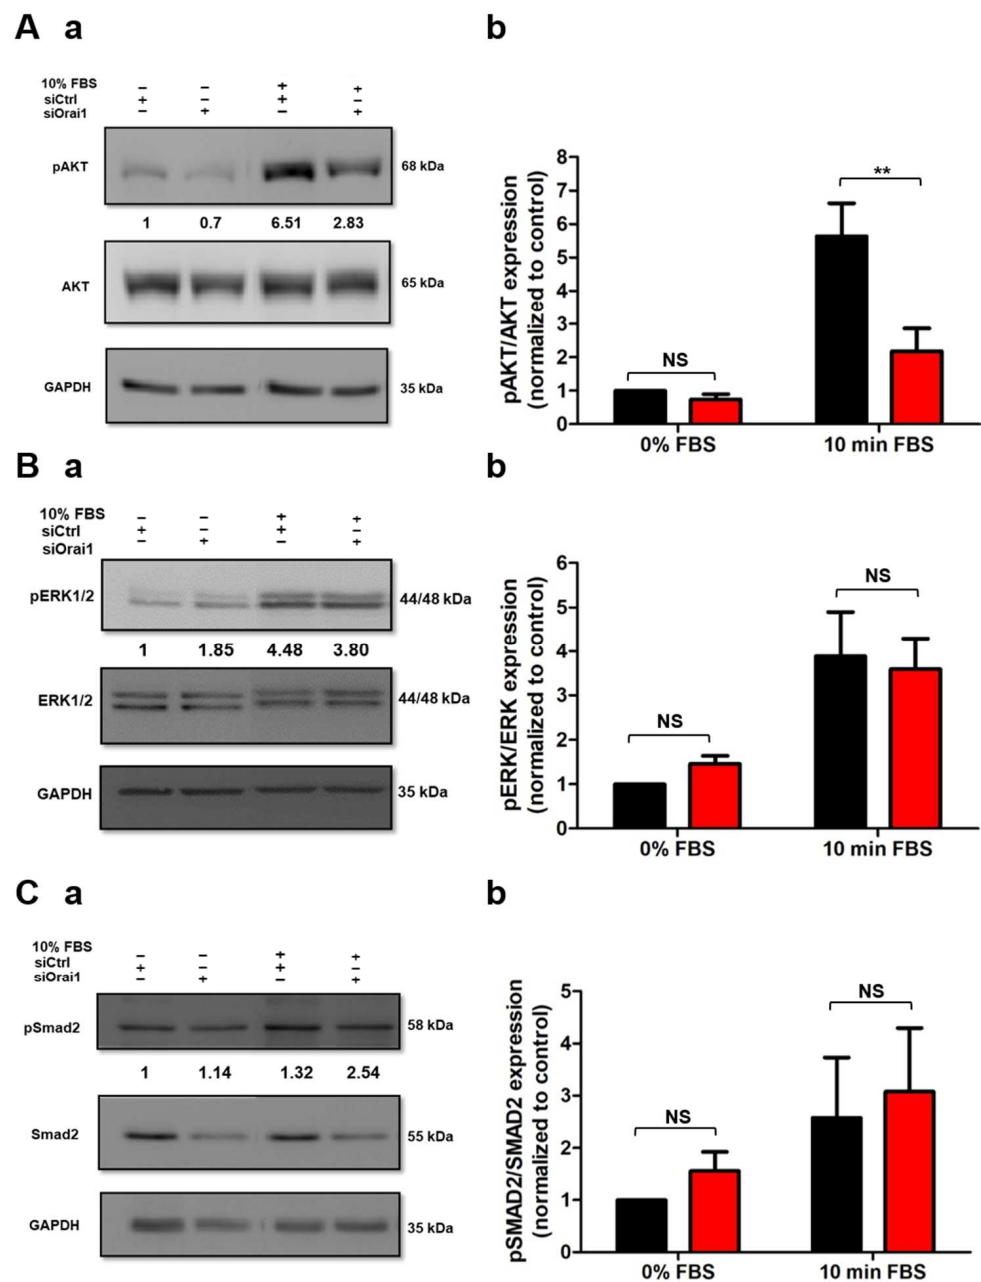 A a
10% FBS - - + +
siCtrl + - + -
siOrai1 - + - +
pAKT 68 kDa
1 0.7 6.51 2.83
AKT 65 kDa
GAPDH 35 kDa
b
pAKT/AKT expression
(normalized to control)
8
7
6
5
4
3
2
1
0
NS
**
0% FBS 10 min FBS
B a
10% FBS - - + +
siCtrl + - + -
siOrai1 - + - +
pERK1/2 44/48 kDa
1 1.85 4.48 3.80
ERK1/2 44/48 kDa
GAPDH 35 kDa
b
pERK/ERK expression
(normalized to control)
6
5
4
3
2
1
0
NS
NS
0% FBS 10 min FBS
C a
10% FBS - - + +
siCtrl + - + -
siOrai1 - + - +
pSmad2 58 kDa
1 1.14 1.32 2.54
Smad2 55 kDa
GAPDH 35 kDa
b
pSMAD2/SMAD2 expression
(normalized to control)
5
4
3
2
1
0
NS
NS
0% FBS 10 min FBS